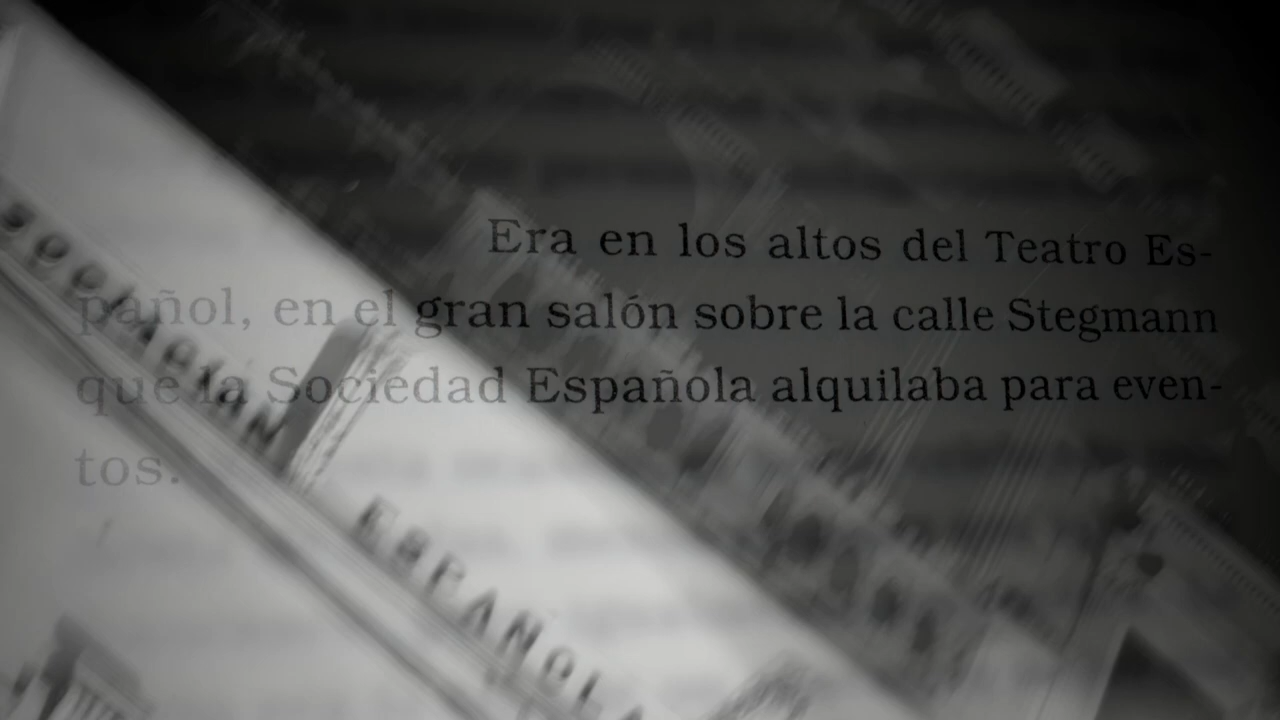 Era en los altos del Teatro Es-
pañol, en el gran salón sobre la calle Stegmann
que la Sociedad Española alquilaba para even-
tos.
ESPAÑOLA